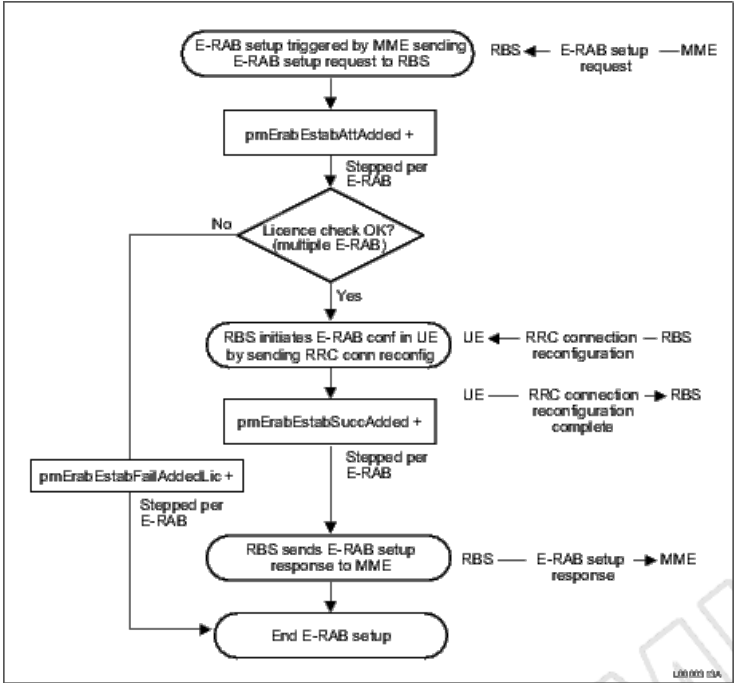 E-RAB setup triggered by MME sending
E-RAB setup request to RBS
RBS E-RAB setup MME
request
pmErabEstabAttAdded +
Stepped per
E-RAB
No
Licence check OK?
(multiple E-RAB)
Yes
RBS initiates E-RAB conf in UE
by sending RRC conn reconfig
UE RRC connection RBS
reconfiguration
UE RRC connection RBS
reconfiguration
complete
pmErabEstabSuccAdded +
Stepped per
E-RAB
pmErabEstabFailAddedLic +
Stepped per
E-RAB
RBS sends E-RAB setup
response to MME
RBS E-RAB setup MME
response
End E-RAB setup